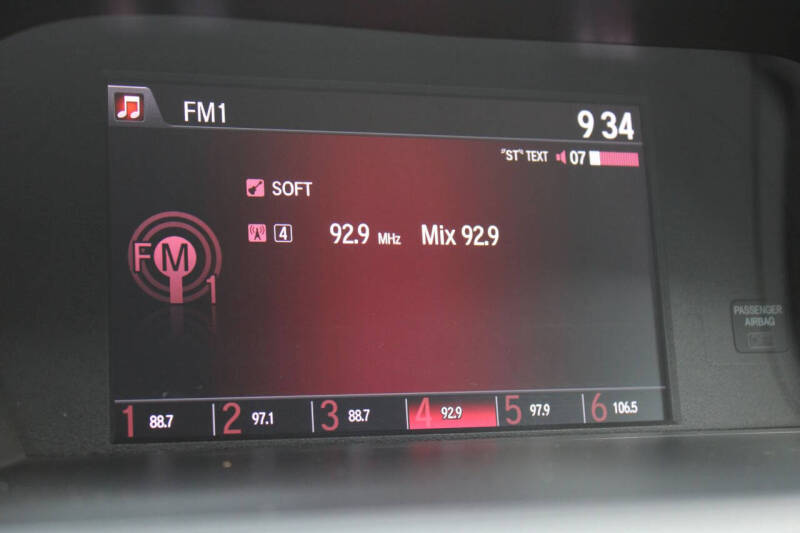 FM1
9 34
"ST" TEXT 07
SOFT
4 92.9 MHz Mix 92.9
FM 1
1 88.7 2 97.1 3 88.7 4 92.9 5 97.9 6 106.5
PASSENGER
AIRBAG